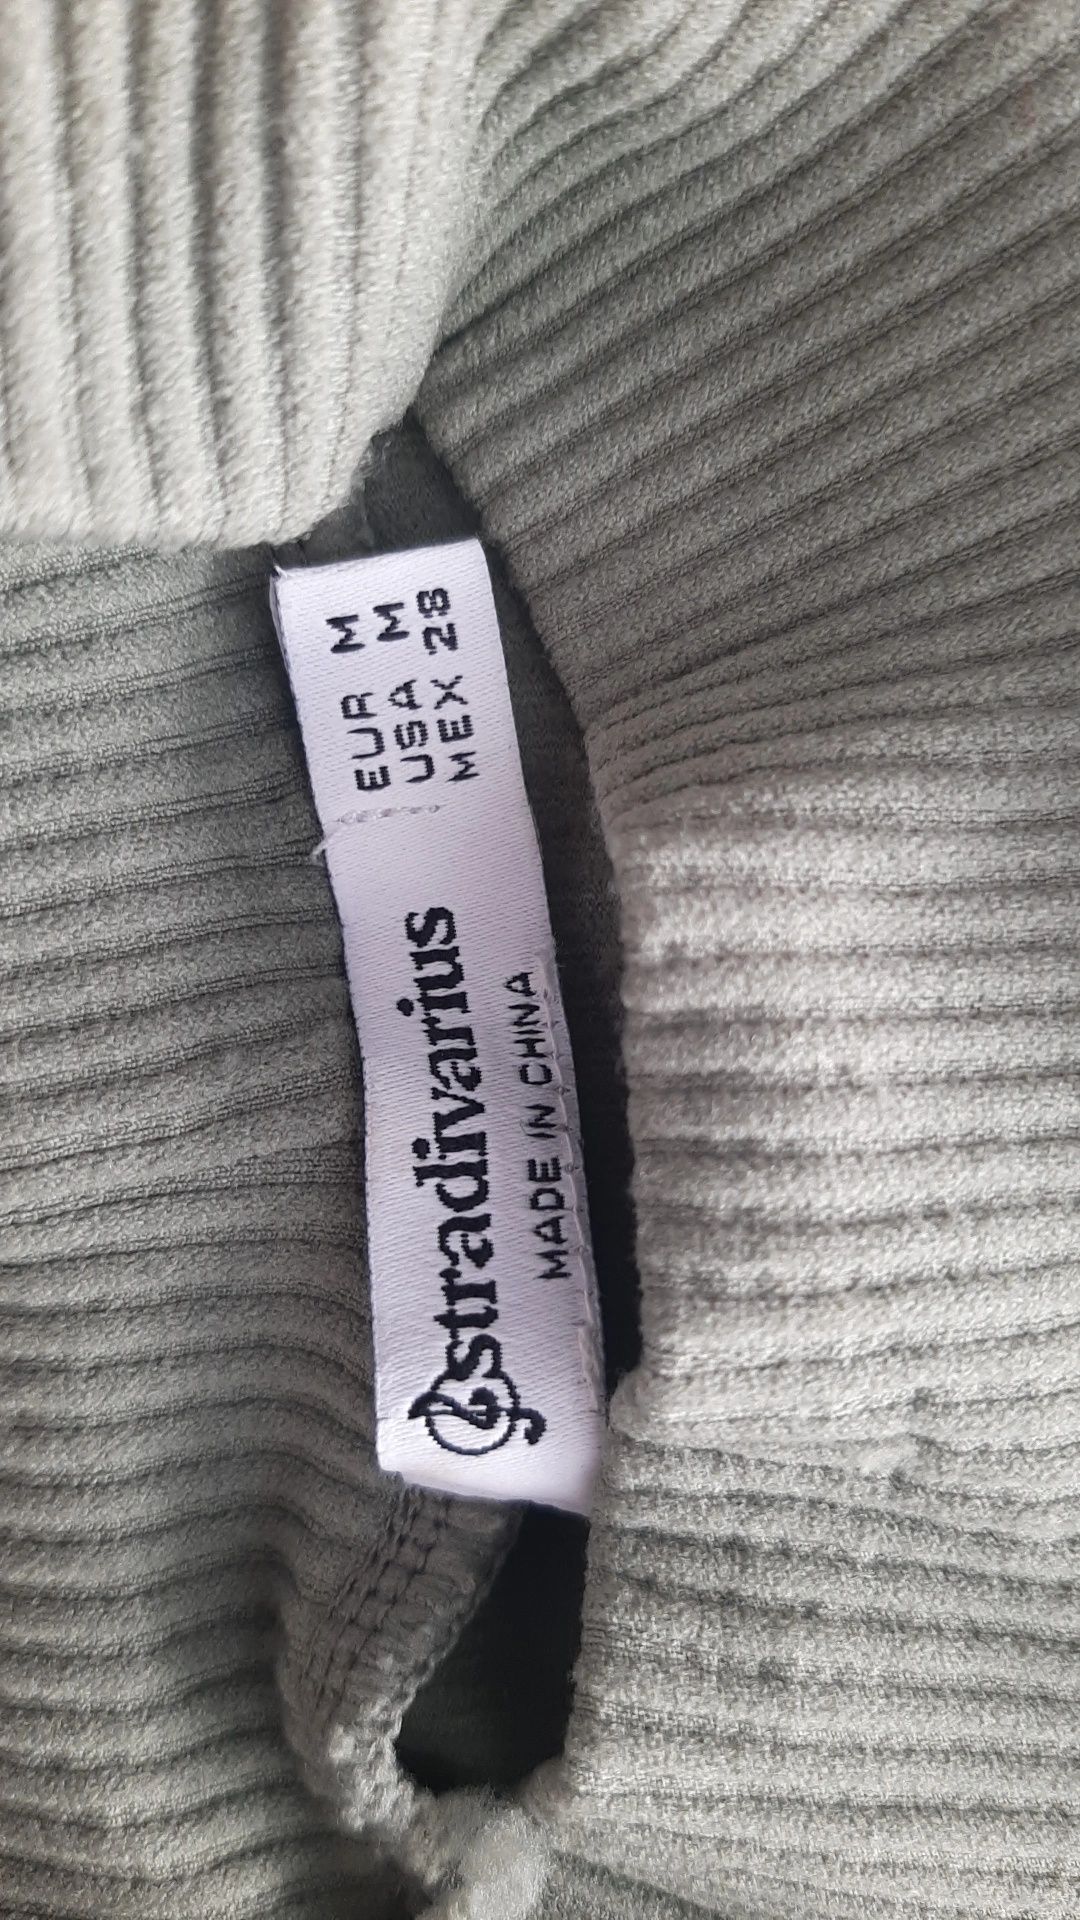 EUR M
USA M
MEX 28
stradivarius
MADE IN CHINA